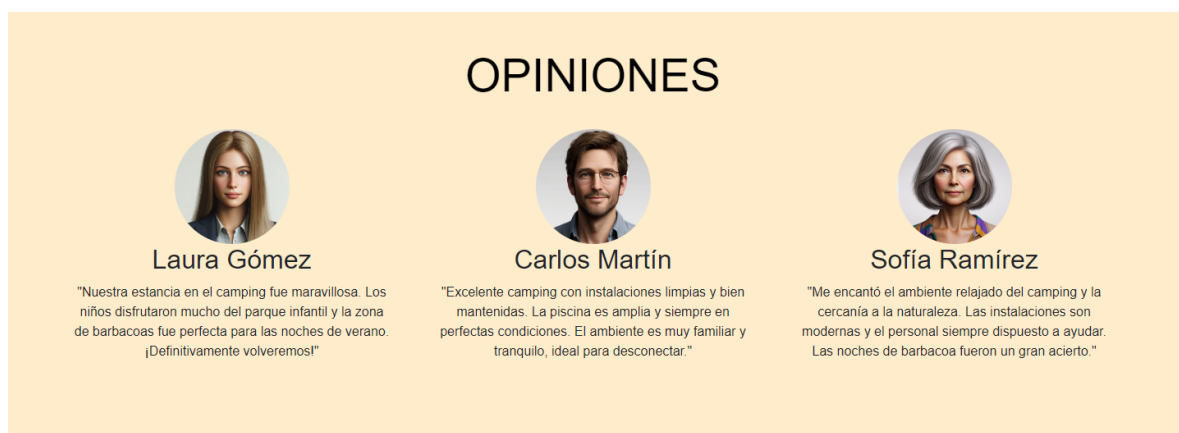 OPINIONES
Laura Gómez
"Nuestra estancia en el camping fue maravillosa. Los
niños disfrutaron mucho del parque infantil y la zona
de barbacoas fue perfecta para las noches de verano.
¡Definitivamente volveremos!"
Carlos Martín
"Excelente camping con instalaciones limpias y bien
mantenidas. La piscina es amplia y siempre en
perfectas condiciones. El ambiente es muy familiar y
tranquilo, ideal para desconectar."
Sofía Ramírez
"Me encantó el ambiente relajado del camping y la
cercanía a la naturaleza. Las instalaciones son
modernas y el personal siempre dispuesto a ayudar.
Las noches de barbacoa fueron un gran acierto."